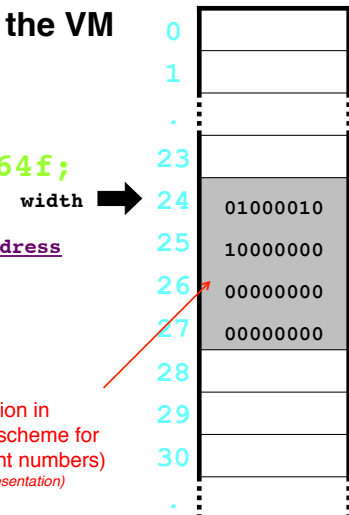 the VM
0
1
.
64f;
23
width 24 01000010
dress 25 10000000
26 00000000
27 00000000
28
ion in
scheme for 29
nt numbers) 30
esentation)
.